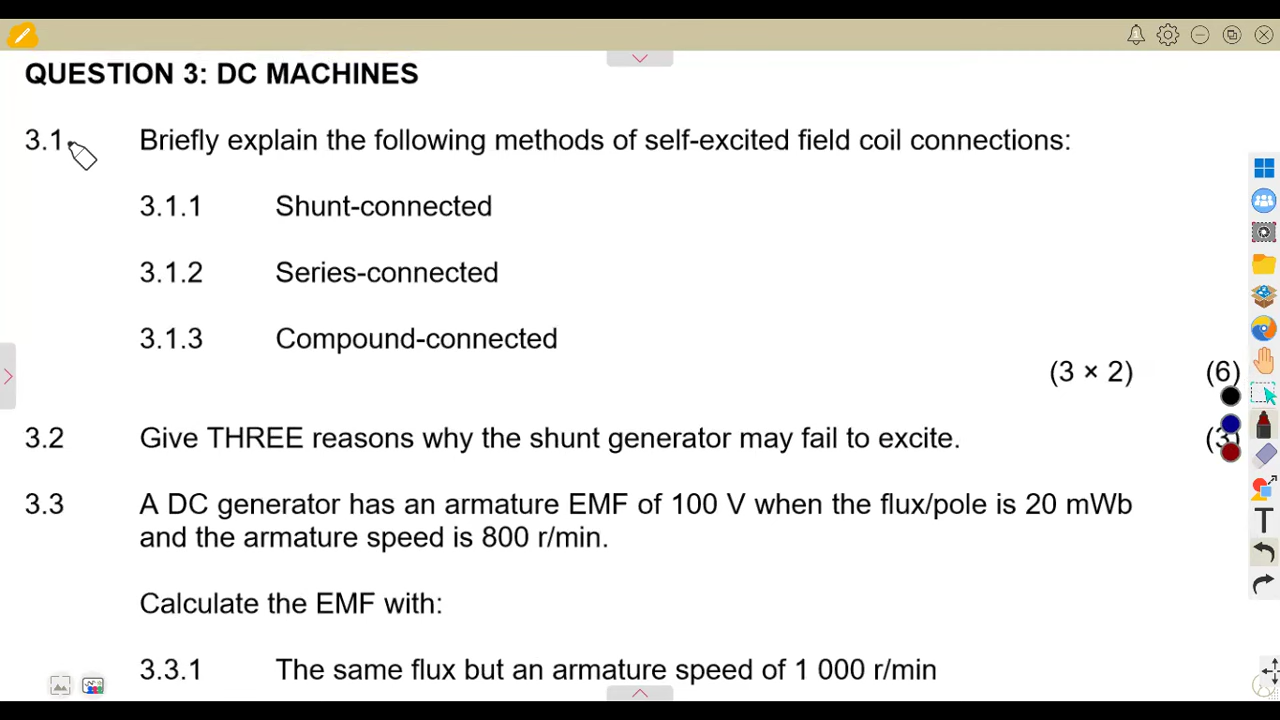 QUESTION 3: DC MACHINES
3.1 Briefly explain the following methods of self-excited field coil connections:
3.1.1 Shunt-connected
3.1.2 Series-connected
3.1.3 Compound-connected
(3 × 2) (6)
3.2 Give THREE reasons why the shunt generator may fail to excite. (3)
3.3 A DC generator has an armature EMF of 100 V when the flux/pole is 20 mWb
and the armature speed is 800 r/min.
Calculate the EMF with:
3.3.1 The same flux but an armature speed of 1 000 r/min